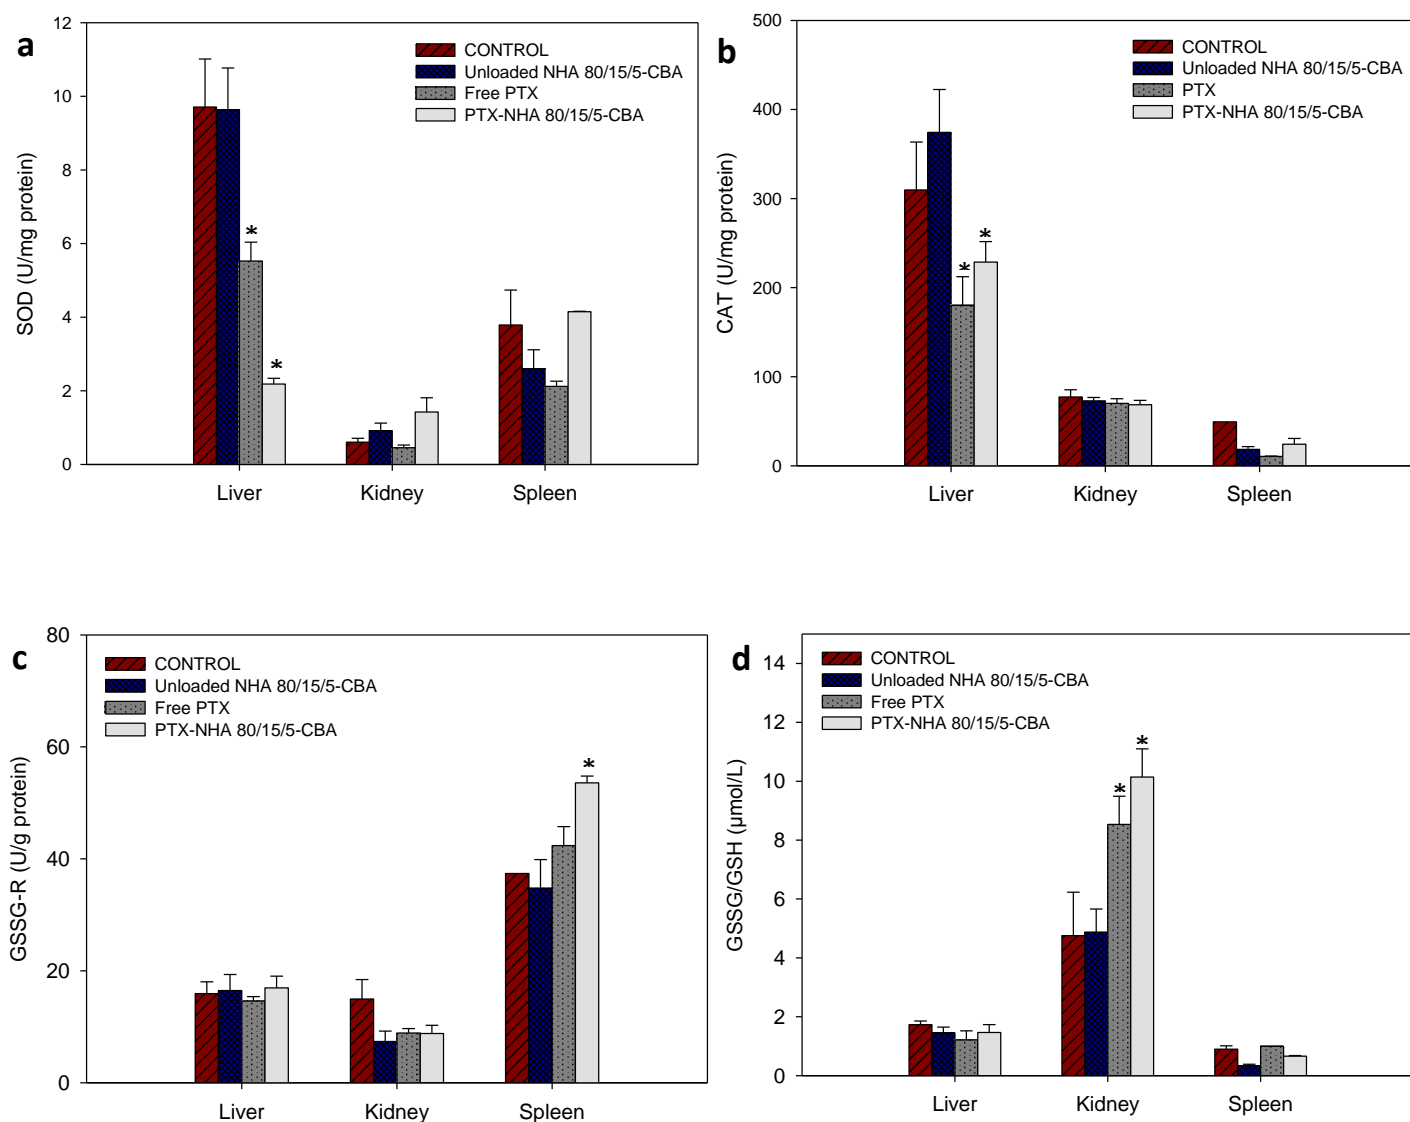 a
12
10
8
6
4
2
0
SOD (U/mg protein)
CONTROL
Unloaded NHA 80/15/5-CBA
Free PTX
PTX-NHA 80/15/5-CBA
*
*
Liver Kidney Spleen
b
500
400
300
200
100
0
CAT (U/mg protein)
CONTROL
Unloaded NHA 80/15/5-CBA
PTX
PTX-NHA 80/15/5-CBA
*
*
Liver Kidney Spleen
c
80
60
40
20
0
GSSG-R (U/g protein)
CONTROL
Unloaded NHA 80/15/5-CBA
Free PTX
PTX-NHA 80/15/5-CBA
*
Liver Kidney Spleen
d
14
12
10
8
6
4
2
0
GSSG/GSH (µmol/L)
CONTROL
Unloaded NHA 80/15/5-CBA
Free PTX
PTX-NHA 80/15/5-CBA
*
*
Liver Kidney Spleen